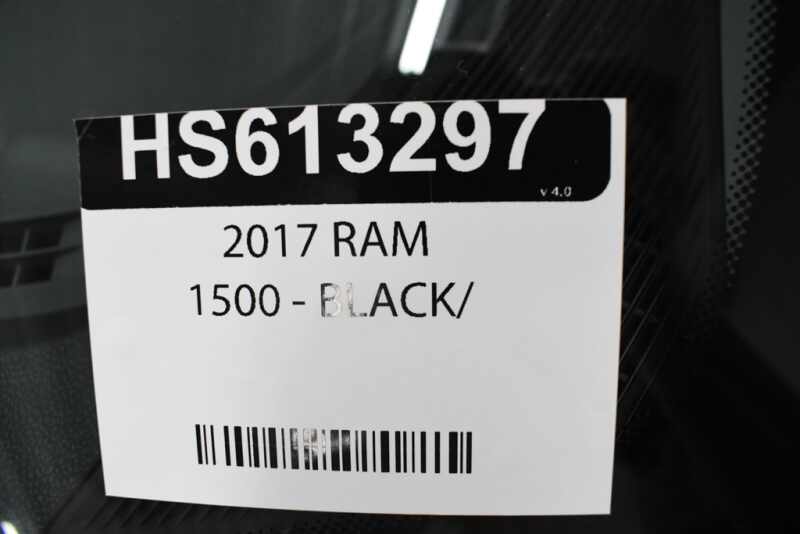 HS613297
v 4.0
2017 RAM
1500 - BLACK/